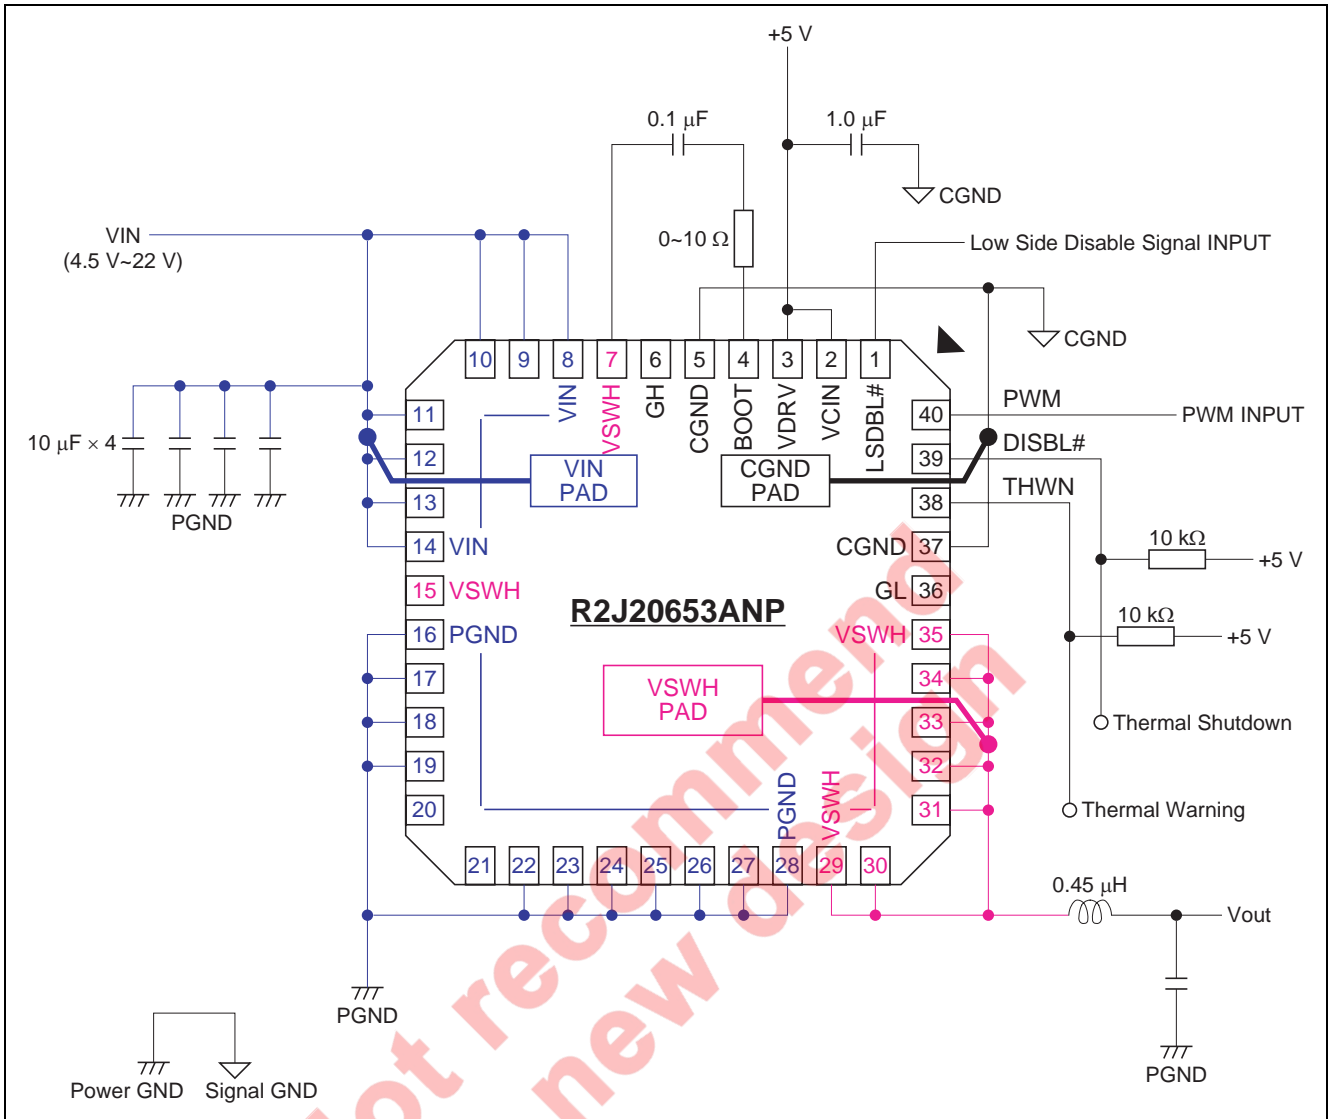 +5 V
0.1 μF
1.0 μF
CGND
VIN
(4.5 V~22 V)
0~10 Ω
Low Side Disable Signal INPUT
CGND
10 9 8 7 6 5 4 3 2 1
VIN
VSWH
GH
CGND
BOOT
VDRV
VCIN
LSDBL#
10 μF × 4
PGND
11
12
13
14 VIN
15 VSWH
16 PGND
17
18
19
20
VIN
PAD
CGND
PAD
R2J20653ANP
VSWH
PAD
40 PWM
PWM INPUT
39 DISBL#
38 THWN
CGND 37
GL 36
VSWH 35
34
33
32
31
10 kΩ
+5 V
10 kΩ
+5 V
Thermal Shutdown
Thermal Warning
PGND
VSWH
21 22 23 24 25 26 27 28 29 30
0.45 μH
Vout
PGND
PGND
Power GND
Signal GND
Not recommend
new design